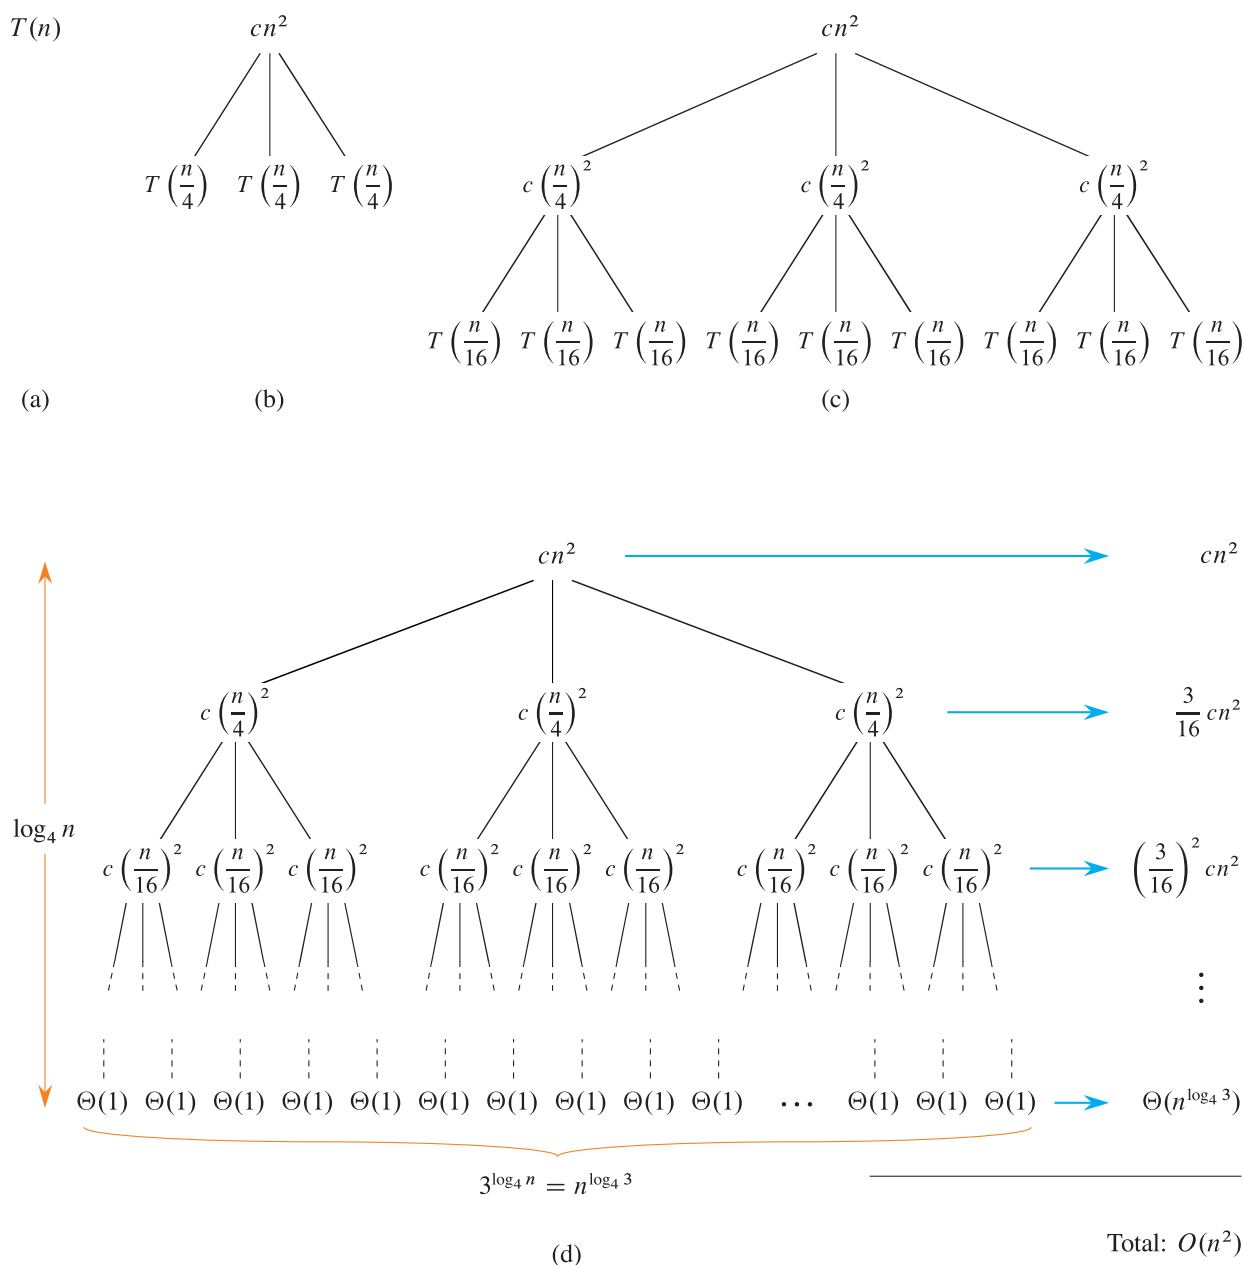 T(n) cn² cn²
T(n/4) T(n/4) T(n/4) c(n/4)² c(n/4)² c(n/4)²
T(n/16) T(n/16) T(n/16) T(n/16) T(n/16) T(n/16) T(n/16) T(n/16) T(n/16)
(a) (b) (c)
cn² cn²
c(n/4)² c(n/4)² c(n/4)² 3/16 cn²
log₄ n
c(n/16)² c(n/16)² c(n/16)² c(n/16)² c(n/16)² c(n/16)² c(n/16)² c(n/16)² c(n/16)² (3/16)² cn²
⋮
Θ(1) Θ(1) Θ(1) Θ(1) Θ(1) Θ(1) Θ(1) Θ(1) Θ(1) Θ(1) … Θ(1) Θ(1) Θ(1) Θ(n^{log₄ 3})
3^{log₄ n} = n^{log₄ 3}
Total: O(n²)
(d)